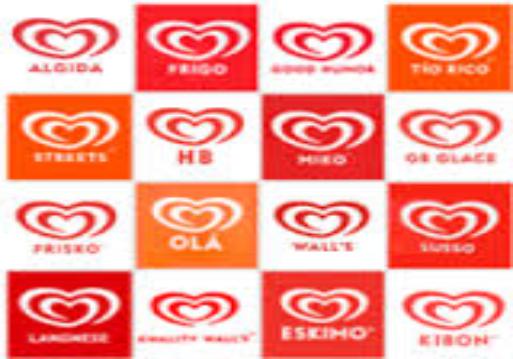 ALGIDA
FRIGO
GOOD HUMOR
TIO RICO
STREETS
HB
MIKO
GB GLACE
FRISKO
OLÁ
WALL'S
SUSSO
LANGNESE
KWALITY WALL'S
ESKIMO
KIBON